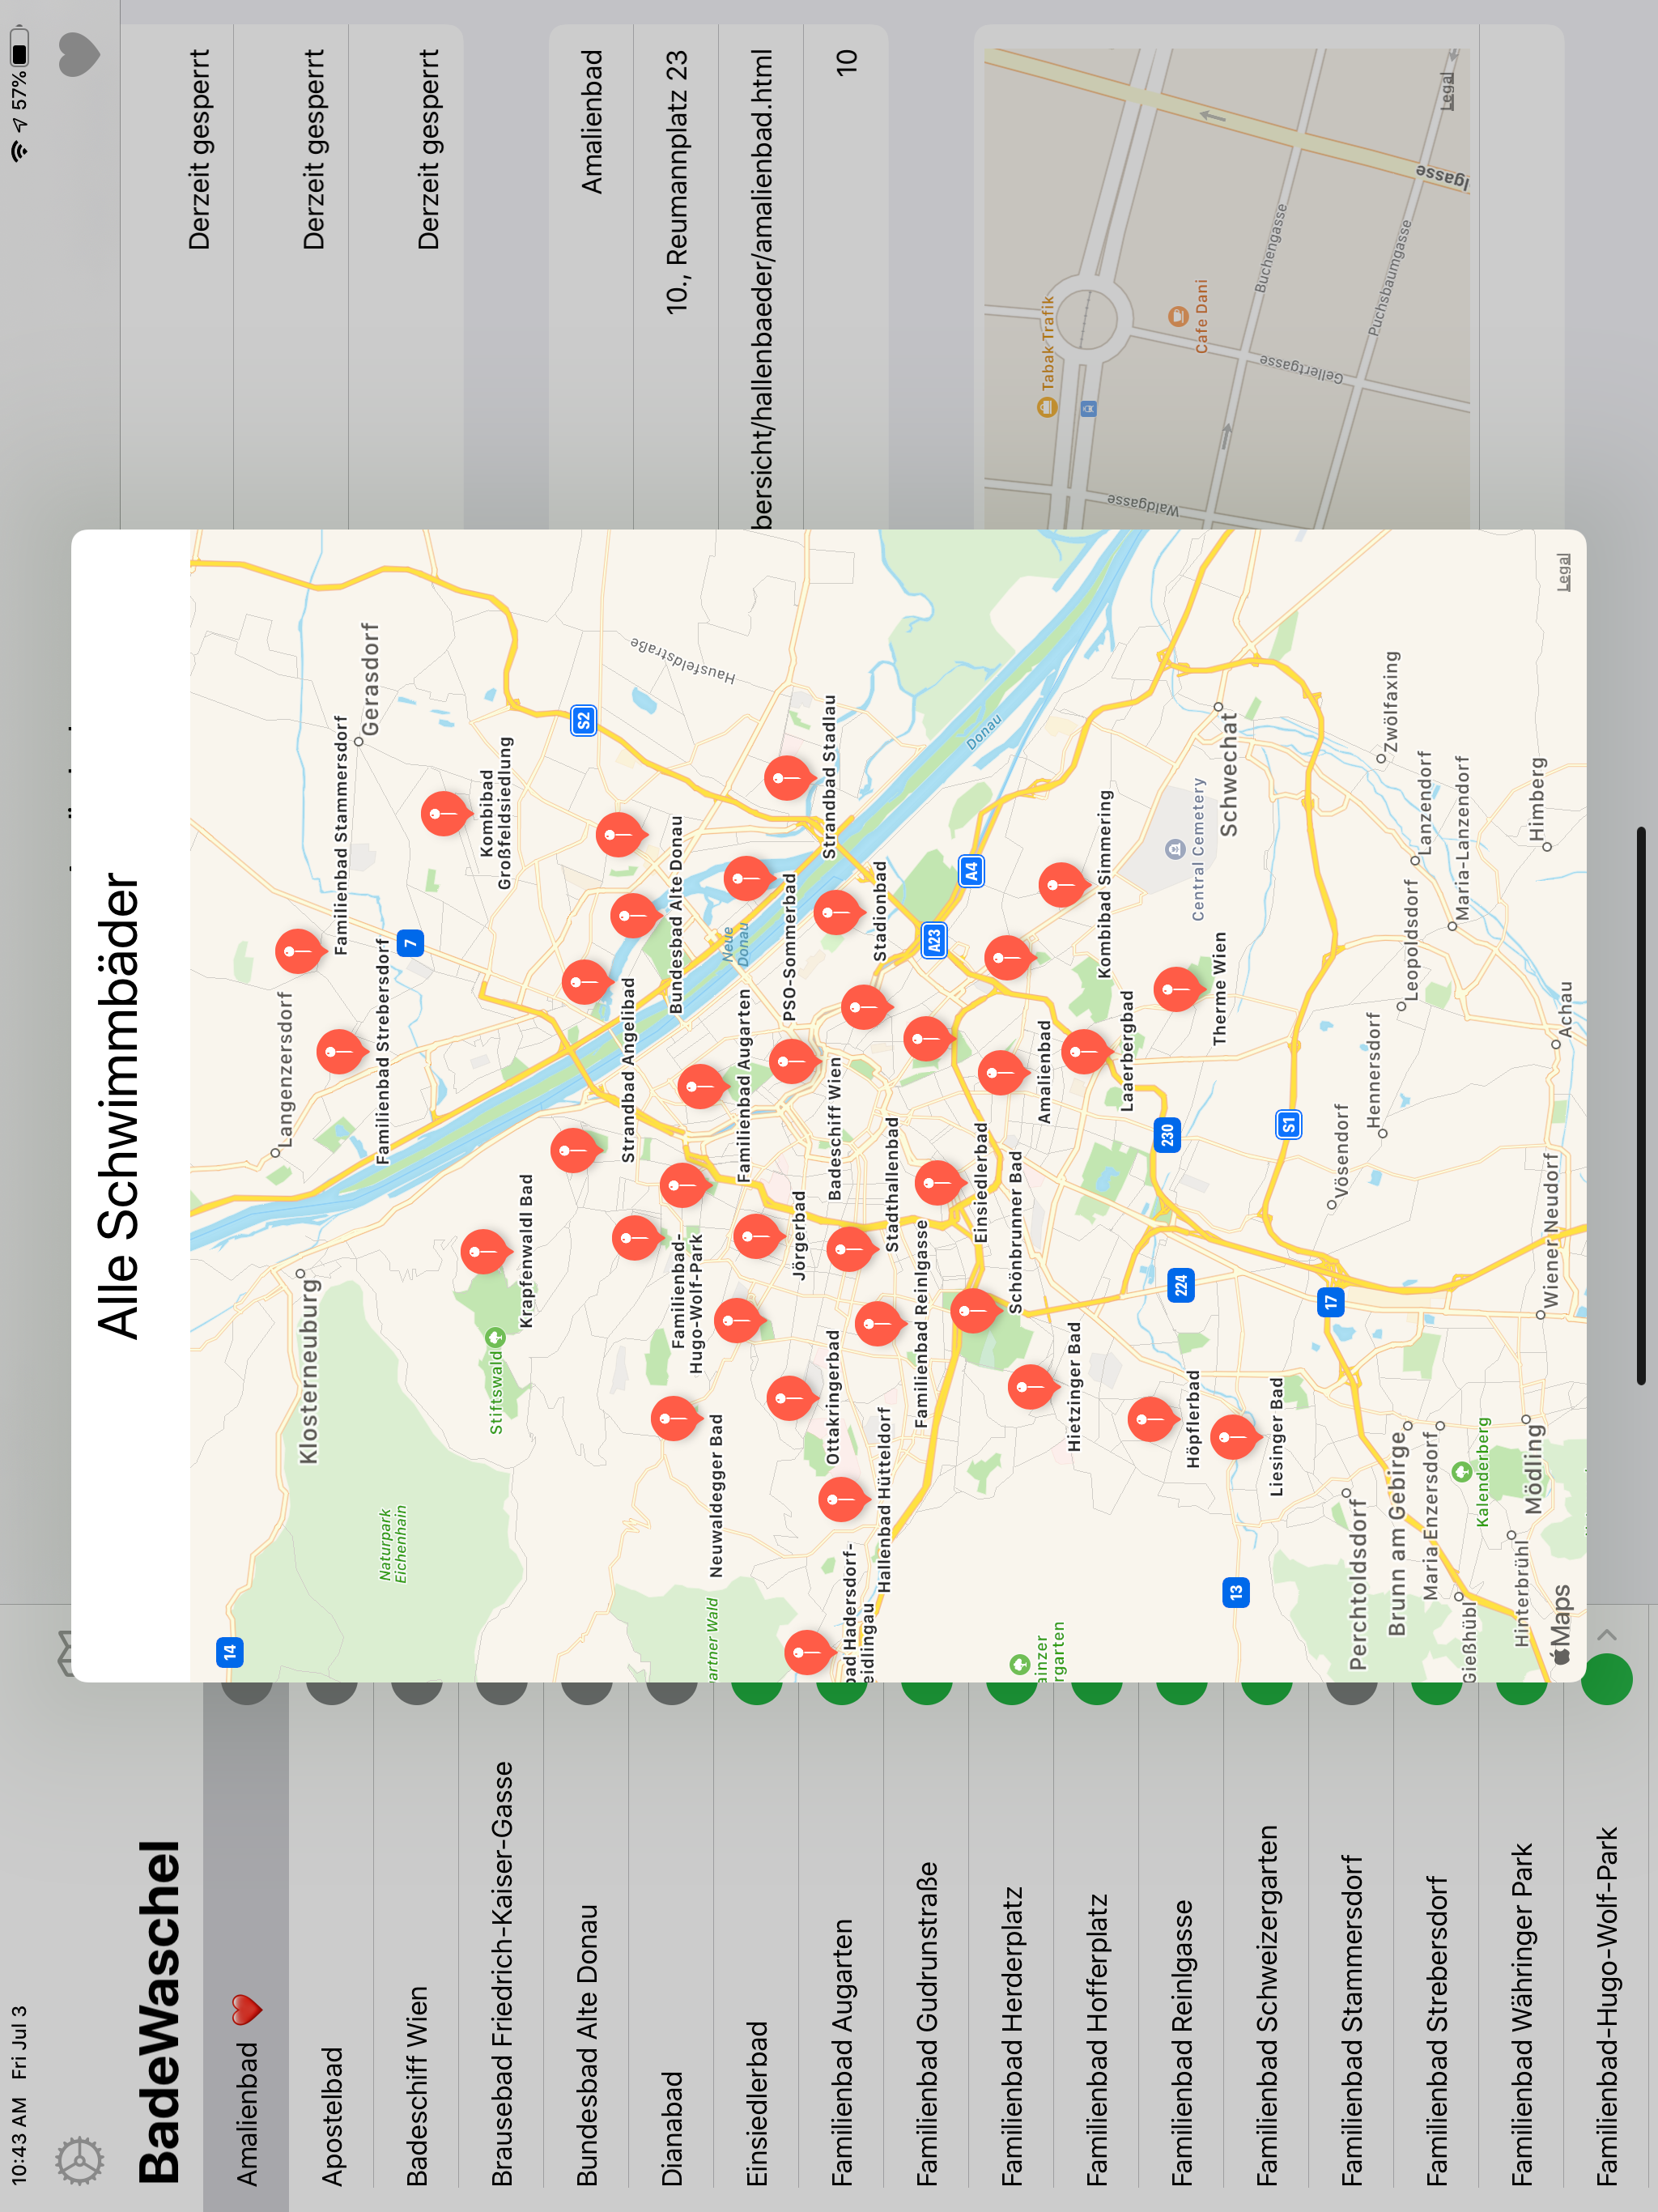 10:43 AM Fri Jul 3
57%
BadeWaschel
Amalienbad ❤️
Apostelbad
Badeschiff Wien
Brausebad Friedrich-Kaiser-Gasse
Bundesbad Alte Donau
Dianabad
Einsiedlerbad
Familienbad Augarten
Familienbad Gudrunstraße
Familienbad Herderplatz
Familienbad Hofferplatz
Familienbad Reinlgasse
Familienbad Schweizergarten
Familienbad Stammersdorf
Familienbad Strebersdorf
Familienbad Währinger Park
Familienbad-Hugo-Wolf-Park
Alle Schwimmbäder
14
Klosterneuburg
Langenzersdorf
Familienbad Stammersdorf
Gerasdorf
Familienbad Strebersdorf
7
Kombibad
Großfeldsiedlung
Naturpark
Eichenhain
Stiftswald
Krapfenwaldl Bad
S2
Strandbad Angelibad
Hausfeldstraße
Bundesbad Alte Donau
Familienbad-
Hugo-Wolf-Park
Neuwaldegger Bad
artner Wald
Familienbad Augarten
Neue
Donau
PSO-Sommerbad
Jörgerbad
Strandbad Stadlau
Ottakringerbad
Badeschiff Wien
bad Hadersdorf-
eidlingau
Hallenbad Hütteldorf
Stadthallenbad
Stadionbad
Familienbad Reinlgasse
A23
A4
Donau
Einsiedlerbad
Schönbrunner Bad
Amalienbad
ainzer
rgarten
Hietzinger Bad
Kombibad Simmering
Laaerbergbad
230
224
Höpflerbad
Central Cemetery
Therme Wien
Schwechat
13
Liesinger Bad
S1
17
Vösendorf
Perchtoldsdorf
Hennersdorf
Zwölfaxing
Brunn am Gebirge
Leopoldsdorf
Lanzendorf
Maria Enzersdorf
Maria-Lanzendorf
Gießhübl
Kalenderberg
Hinterbrühl
Mödling
Wiener Neudorf
Himberg
Achau
Maps
Legal
Derzeit gesperrt
Derzeit gesperrt
Derzeit gesperrt
Amalienbad
10., Reumannplatz 23
bersicht/hallenbaeder/amalienbad.html
10
Tabak Trafik
Cafe Dani
Waldgasse
Gellertgasse
Buchengasse
Puchsbaumgasse
lgasse
Legal